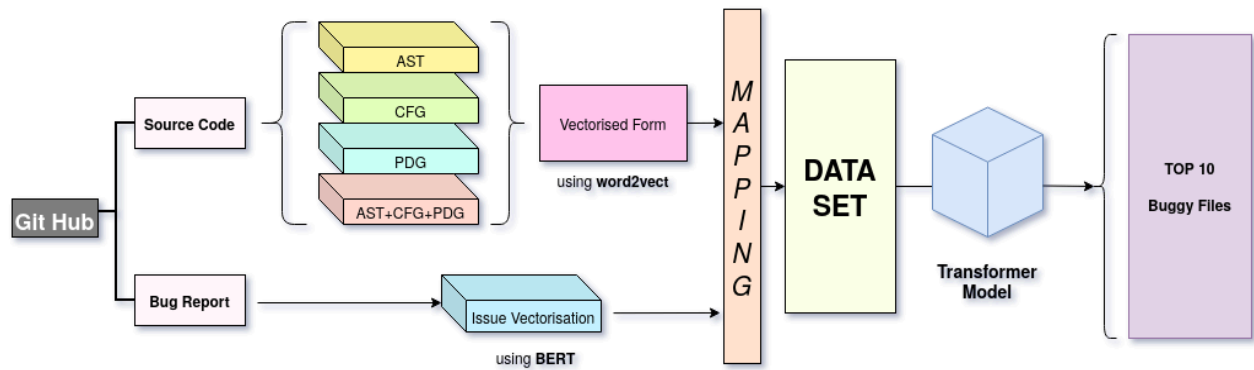 Git Hub
Source Code
AST
CFG
PDG
AST+CFG+PDG
Vectorised Form
using word2vect
Bug Report
Issue Vectorisation
using BERT
MAPPING
DATA
SET
Transformer
Model
TOP 10
Buggy Files